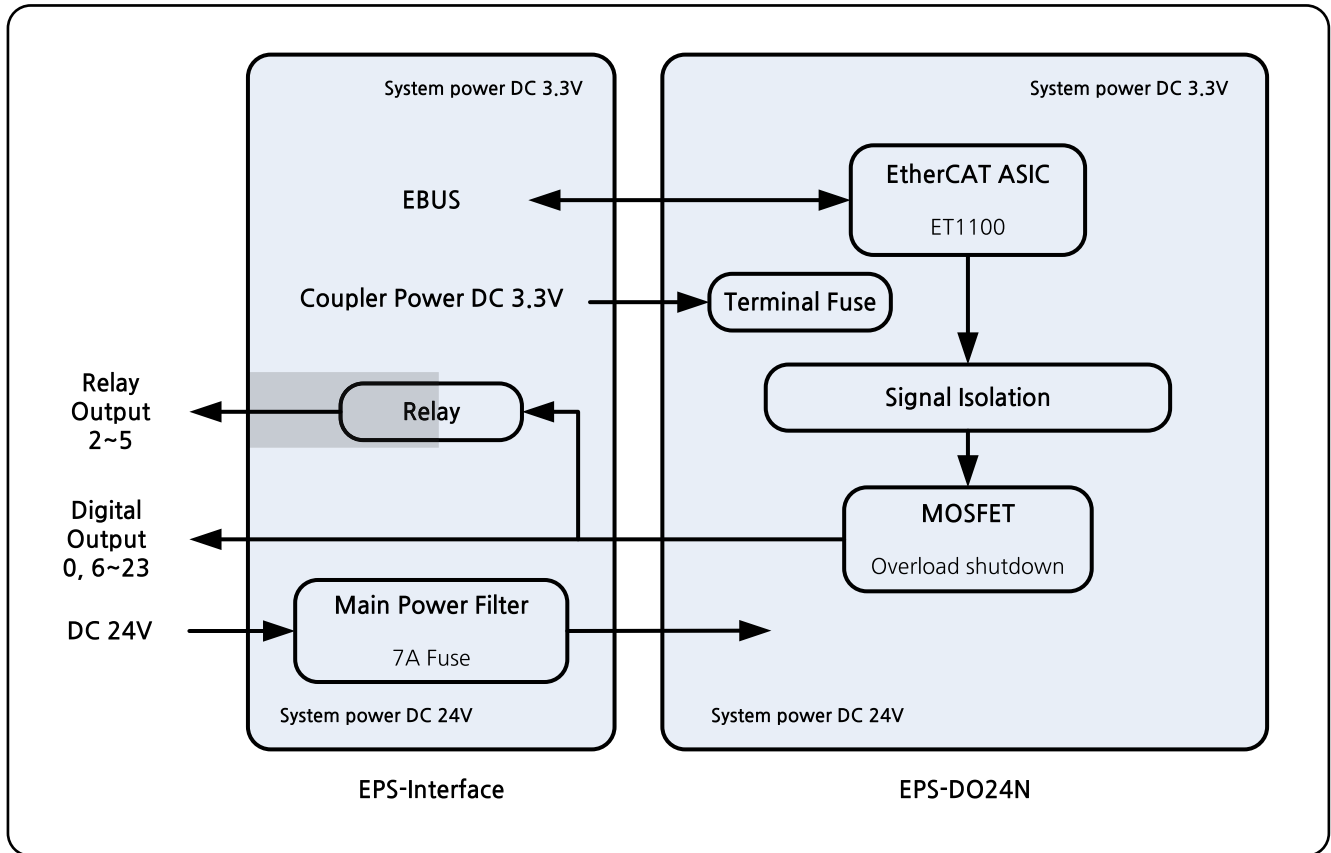 System power DC 3.3V
System power DC 3.3V
EtherCAT ASIC
EBUS
ET1100
Coupler Power DC 3.3V
Terminal Fuse
Relay
Output
2~5
Relay
Signal Isolation
Digital
Output
0, 6~23
MOSFET
Overload shutdown
Main Power Filter
DC 24V
7A Fuse
System power DC 24V
System power DC 24V
EPS-Interface
EPS-DO24N